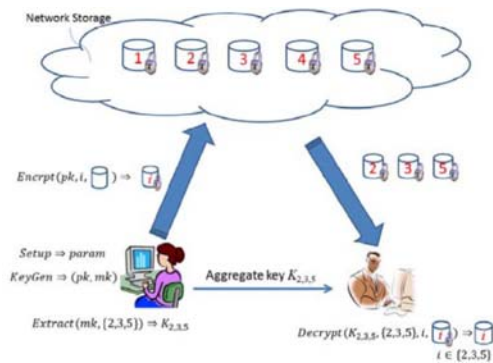 Network Storage
1 2 3 4 5
2 3 5
Encrpt(pk, i, ) ⇒ i
Setup ⇒ param
KeyGen ⇒ (pk, mk)
Aggregate key K2,3,5
Extract(mk, {2,3,5}) ⇒ K2,3,5
Decrypt(K2,3,5, {2,3,5}, i, i ) ⇒ i
i ∈ {2,3,5}